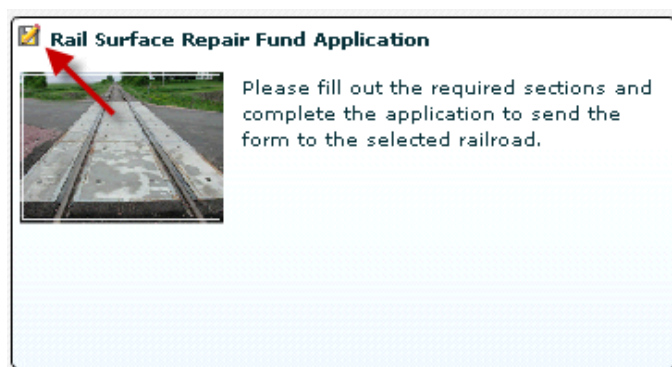 Rail Surface Repair Fund Application
Please fill out the required sections and
complete the application to send the
form to the selected railroad.